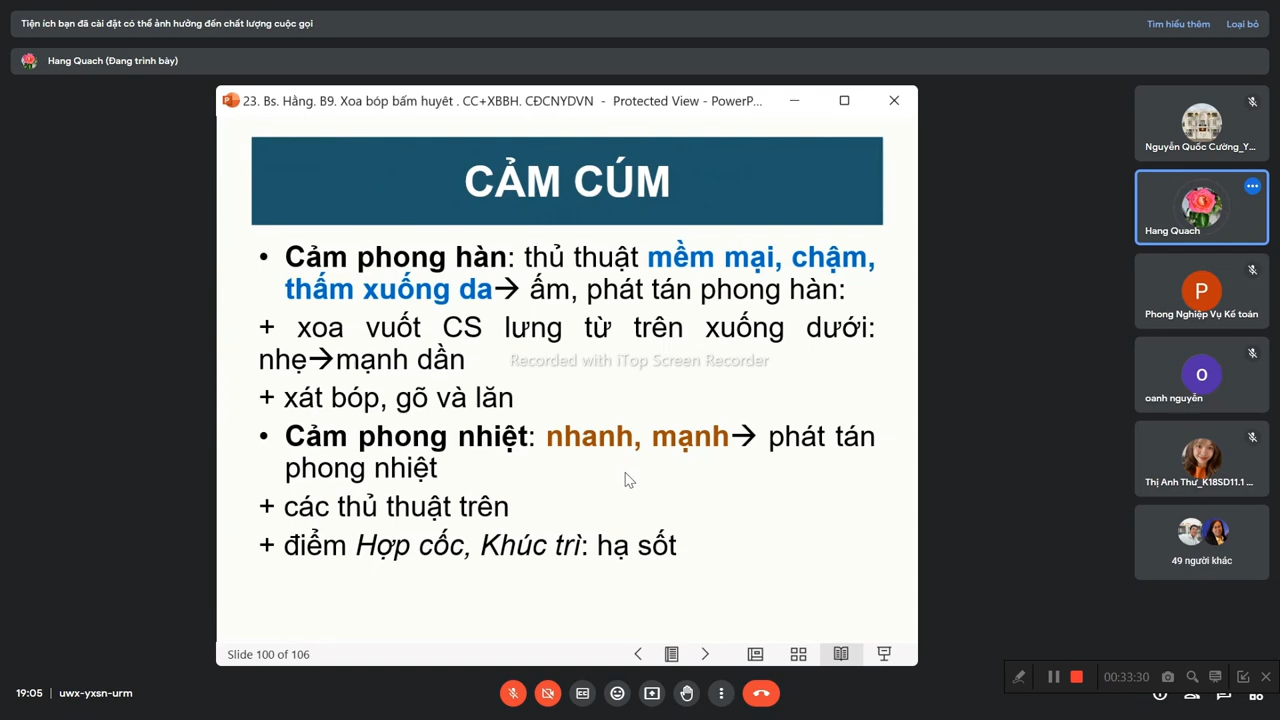 Tiện ích bạn đã cài đặt có thể ảnh hưởng đến chất lượng cuộc gọi
Tìm hiểu thêm
Loại bỏ
Hang Quach (Đang trình bày)
23. Bs. Hằng. B9. Xoa bóp bấm huyêt . CC+XBBH. CĐCNYDVN - Protected View - PowerP...
CẢM CÚM
• Cảm phong hàn: thủ thuật mềm mại, chậm,
thấm xuống da→ ấm, phát tán phong hàn:
+ xoa vuốt CS lưng từ trên xuống dưới:
nhẹ→mạnh dần
+ xát bóp, gõ và lăn
• Cảm phong nhiệt: nhanh, mạnh→ phát tán
phong nhiệt
+ các thủ thuật trên
+ điểm Hợp cốc, Khúc trì: hạ sốt
Recorded with iTop Screen Recorder
Slide 100 of 106
Nguyễn Quốc Cường_Y...
Hang Quach
P
Phong Nghiệp Vụ Kế toán
o
oanh nguyễn
Thị Anh Thư_K18SD11.1 ...
49 người khác
19:05 | uwx-yxsn-urm
00:33:30